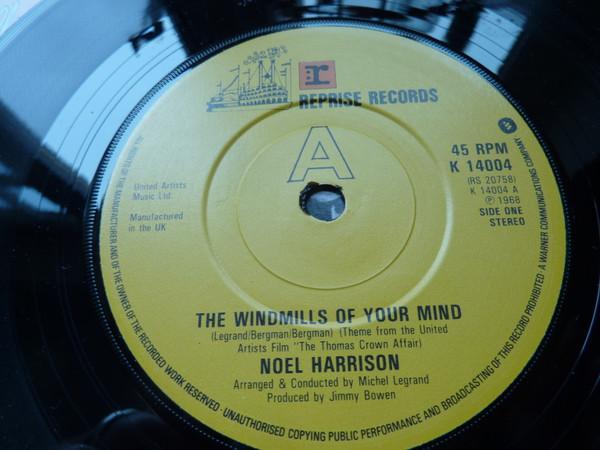 r
REPRISE RECORDS
A
45 RPM
K 14004
(RS 20758)
K 14004 A
Ⓟ 1968
SIDE ONE
STEREO
United Artists
Music Ltd.
Manufactured
in the UK
THE WINDMILLS OF YOUR MIND
(Legrand/Bergman/Bergman) (Theme from the United
Artists Film "The Thomas Crown Affair)
NOEL HARRISON
Arranged & Conducted by Michel Legrand
Produced by Jimmy Bowen
ALL RIGHTS OF THE MANUFACTURER AND OF THE OWNER OF THE RECORDED WORK RESERVED · UNAUTHORISED COPYING PUBLIC PERFORMANCE AND BROADCASTING OF THIS RECORD PROHIBITED · A WARNER COMMUNICATIONS COMPANY